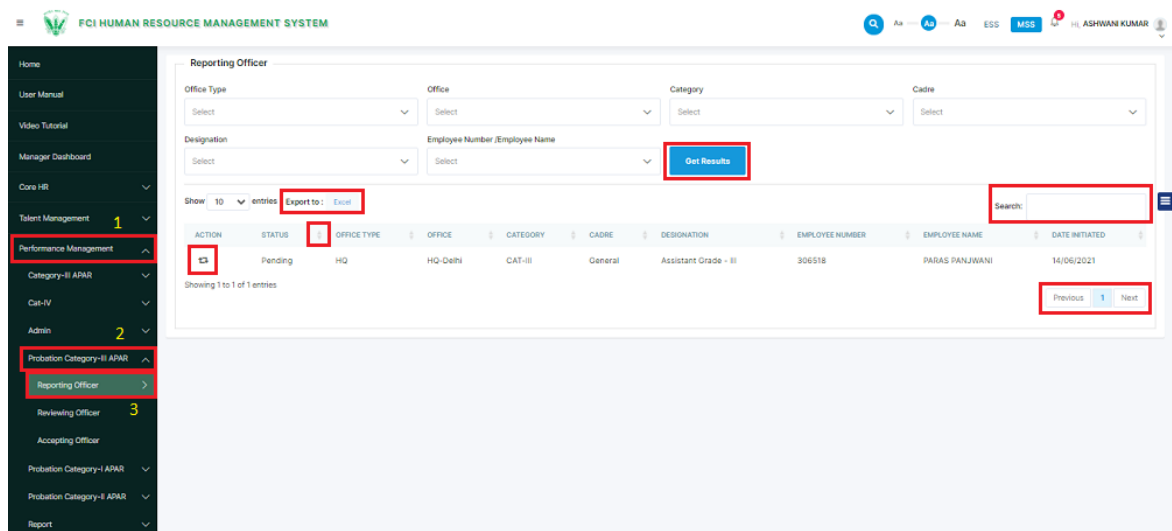 FCI HUMAN RESOURCE MANAGEMENT SYSTEM
Aa Aa Aa ESS MSS 5 Hi, ASHWANI KUMAR
Home
User Manual
Video Tutorial
Manager Dashboard
Core HR
Talent Management 1
Performance Management
Category-III APAR
Cat-IV
Admin 2
Probation Category-III APAR
Reporting Officer
Reviewing Officer 3
Accepting Officer
Probation Category-I APAR
Probation Category-II APAR
Report
Reporting Officer
Office Type Office Category Cadre
Select Select Select Select
Designation Employee Number /Employee Name
Select Select Get Results
Show 10 entries Export to : Excel Search:
ACTION STATUS OFFICE TYPE OFFICE CATEGORY CADRE DESIGNATION EMPLOYEE NUMBER EMPLOYEE NAME DATE INITIATED
Pending HQ HQ-Delhi CAT-III General Assistant Grade - III 306518 PARAS PANJWANI 14/06/2021
Showing 1 to 1 of 1 entries
Previous 1 Next